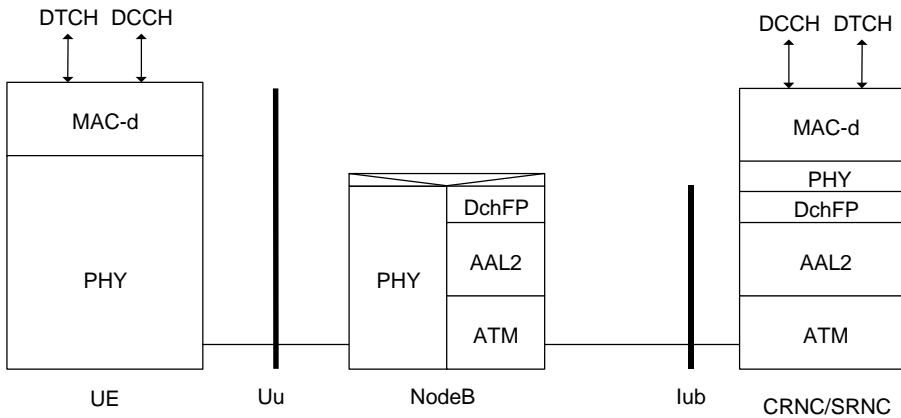 DTCH DCCH
DCCH DTCH
MAC-d
MAC-d
PHY
DchFP
DchFP
PHY
PHY
AAL2
AAL2
ATM
ATM
UE
Uu
NodeB
Iub
CRNC/SRNC